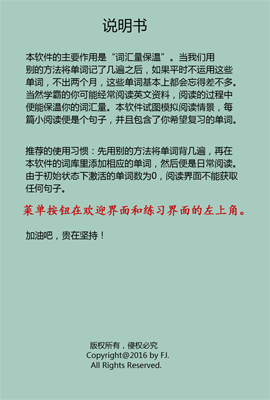 说明书
本软件的主要作用是“词汇量保温”。当我们用
别的方法将单词记了几遍之后，如果平时不运用这些
单词，不出两个月，这些单词基本上都会忘得差不多。
当然学霸的你可能经常阅读英文资料，阅读的过程中
便能保温你的词汇量。本软件试图模拟阅读情景，每
篇小阅读便是个句子，并且包含了你希望复习的单词。
推荐的使用习惯：先用别的方法将单词背几遍，再在
本软件的词库里添加相应的单词，然后便是日常阅读。
由于初始状态下激活的单词数为0，阅读界面不能获取
任何句子。
菜单按钮在欢迎界面和练习界面的左上角。
加油吧，贵在坚持！
版权所有，侵权必究
Copyright@2016 by FJ.
All Rights Reserved.